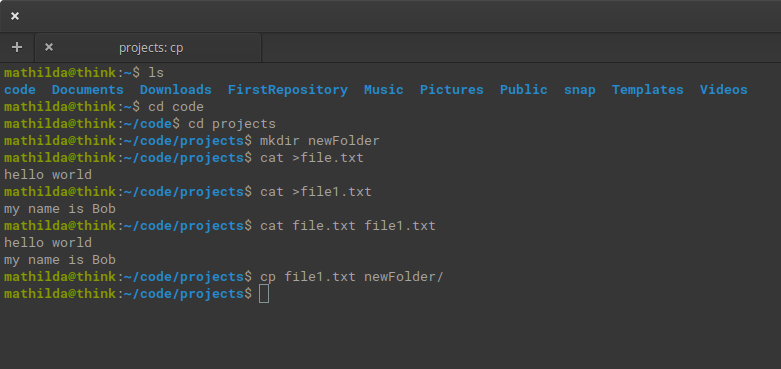 projects: cp
mathilda@think:~$ ls
code  Documents  Downloads  FirstRepository  Music  Pictures  Public  snap  Templates  Videos
mathilda@think:~$ cd code
mathilda@think:~/code$ cd projects
mathilda@think:~/code/projects$ mkdir newFolder
mathilda@think:~/code/projects$ cat >file.txt
hello world
mathilda@think:~/code/projects$ cat >file1.txt
my name is Bob
mathilda@think:~/code/projects$ cat file.txt file1.txt
hello world
my name is Bob
mathilda@think:~/code/projects$ cp file1.txt newFolder/
mathilda@think:~/code/projects$